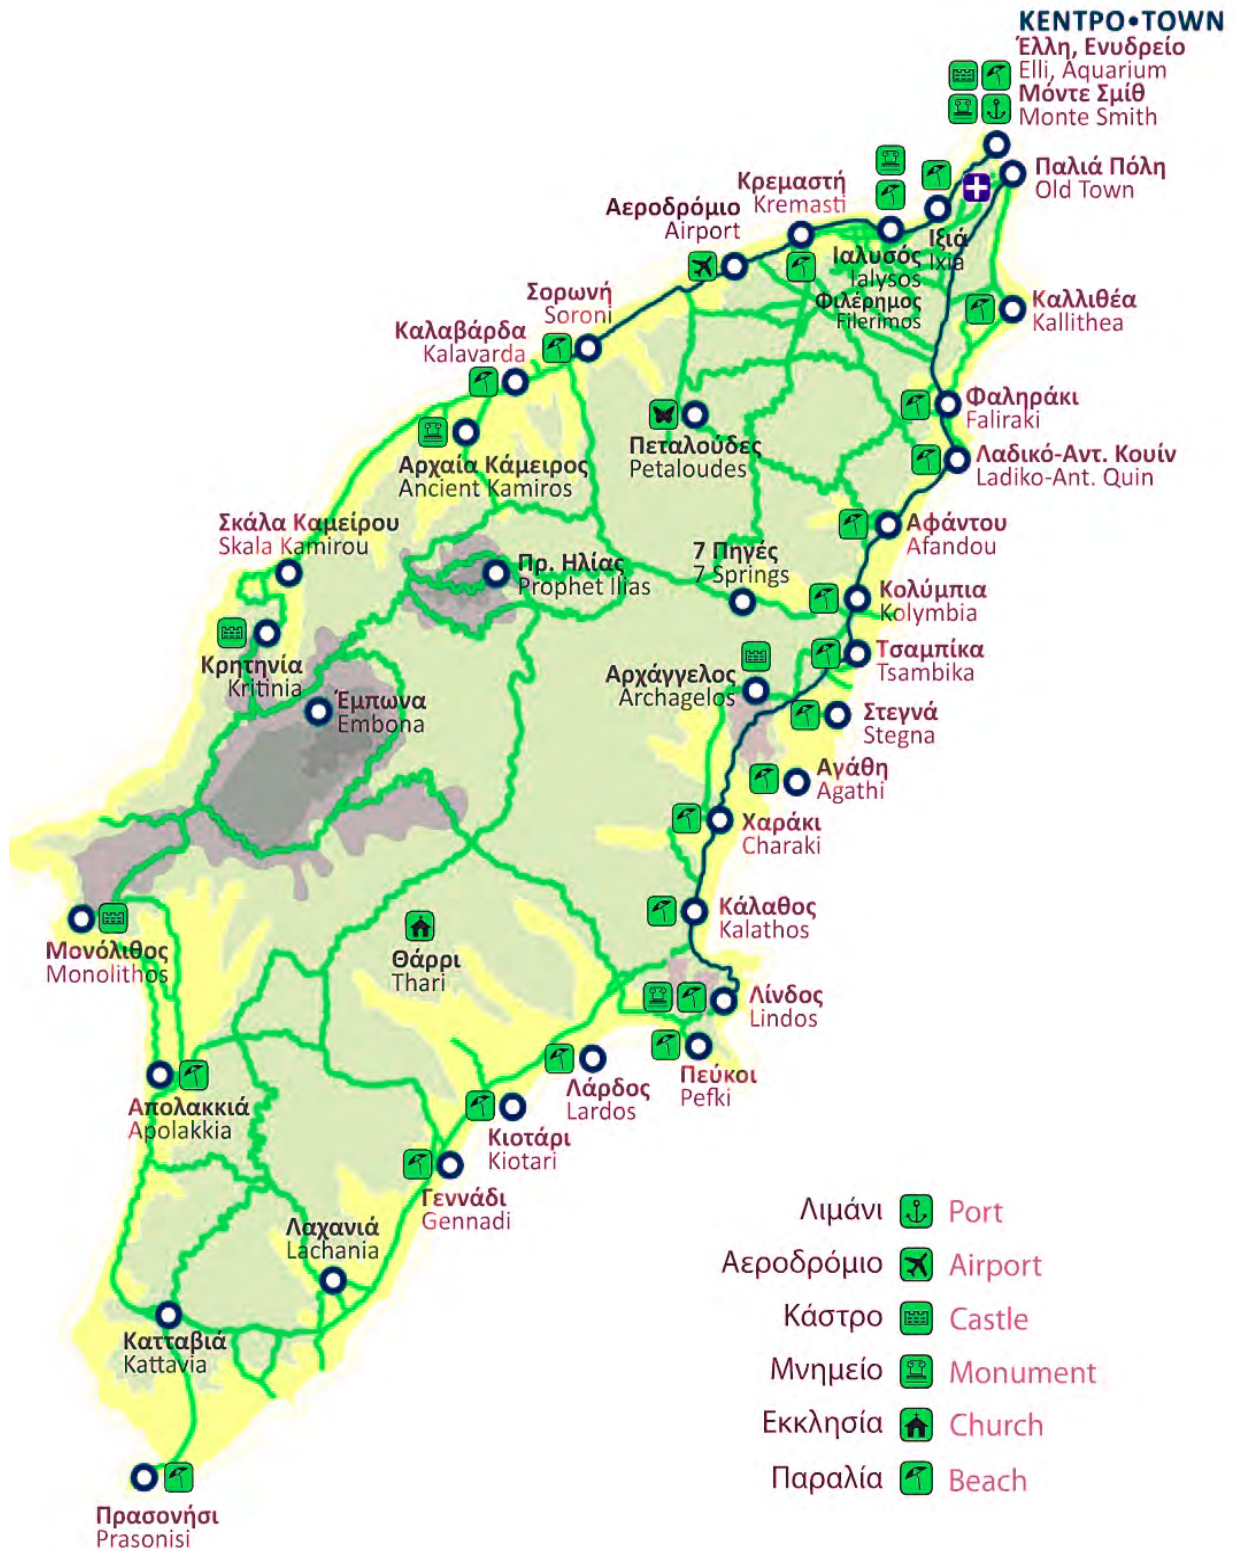 ΚΕΝΤΡΟ•TOWN
Έλλη, Ενυδρείο
Elli, Aquarium
Μόντε Σμίθ
Monte Smith
Παλιά Πόλη
Old Town
Κρεμαστή
Kremasti
Αεροδρόμιο
Airport
Ιξιά
Ixia
Ιαλυσός
Ialysos
Φιλέρημος
Filerimos
Σορωνή
Soroni
Καλλιθέα
Kallithea
Καλαβάρδα
Kalavarda
Φαληράκι
Faliraki
Πεταλούδες
Petaloudes
Λαδικό-Αντ. Κουίν
Ladiko-Ant. Quin
Αρχαία Κάμειρος
Ancient Kamiros
Σκάλα Καμείρου
Skala Kamirou
Αφάντου
Afandou
Πρ. Ηλίας
Prophet Ilias
7 Πηγές
7 Springs
Κολύμπια
Kolymbia
Κρητηνία
Kritinia
Τσαμπίκα
Tsambika
Αρχάγγελος
Archagelos
Έμπωνα
Embona
Στεγνά
Stegna
Αγάθη
Agathi
Χαράκι
Charaki
Κάλαθος
Kalathos
Μονόλιθος
Monolithos
Θάρρι
Thari
Λίνδος
Lindos
Πεύκοι
Pefki
Λάρδος
Lardos
Απολακκιά
Apolakkia
Κιοτάρι
Kiotari
Γεννάδι
Gennadi
Λαχανιά
Lachania
Κατταβιά
Kattavia
Πρασονήσι
Prasonisi
Λιμάνι Port
Αεροδρόμιο Airport
Κάστρο Castle
Μνημείο Monument
Εκκλησία Church
Παραλία Beach